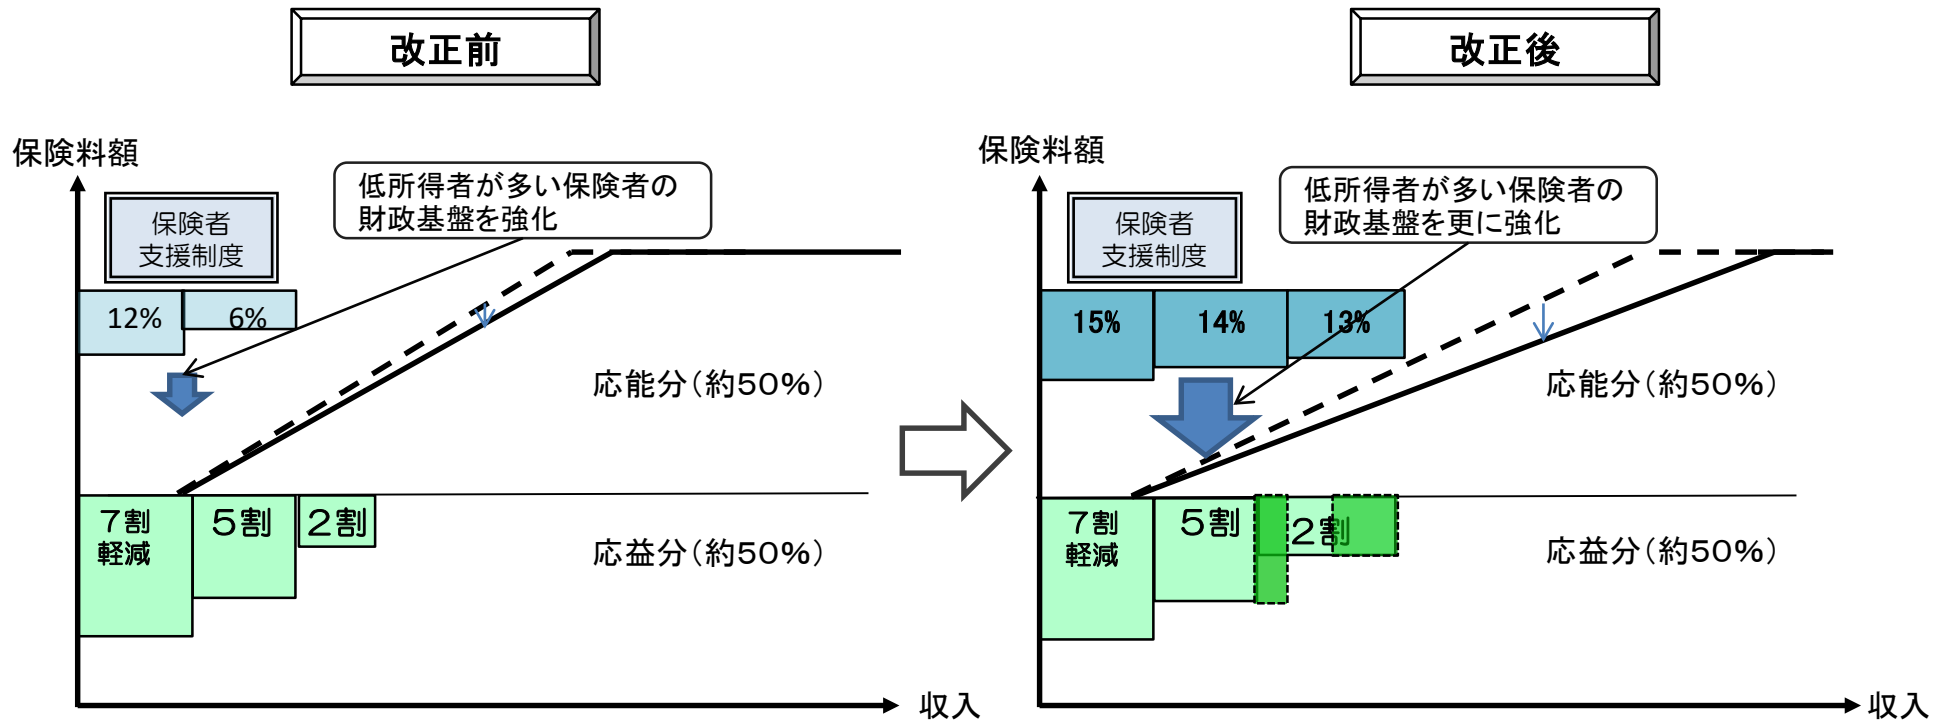 改正前
保険料額
保険者
支援制度
低所得者が多い保険者の
財政基盤を強化
12%
6%
応能分（約50％）
７割
軽減
５割
２割
応益分（約50％）
収入
改正後
保険料額
保険者
支援制度
低所得者が多い保険者の
財政基盤を更に強化
15%
14%
13%
応能分（約50％）
７割
軽減
５割
２割
応益分（約50％）
収入